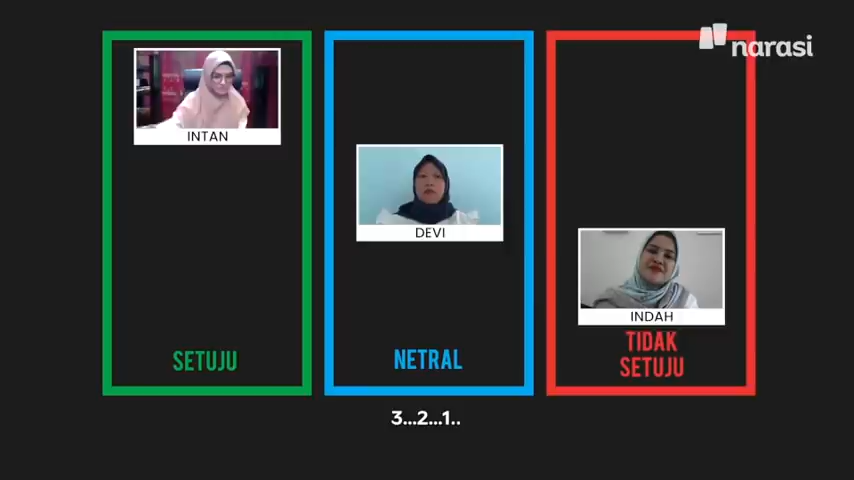 narasi
INTAN
DEVI
INDAH
SETUJU
NETRAL
TIDAK
SETUJU
3...2...1..